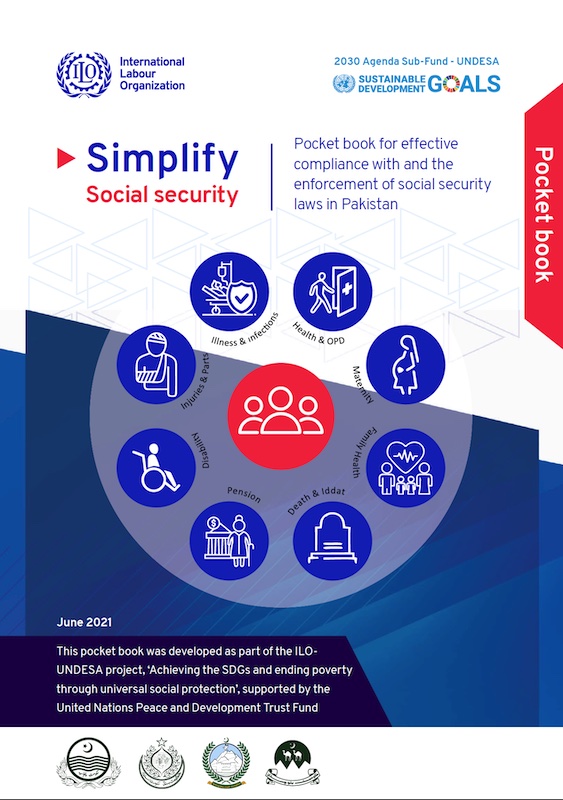 International
Labour
Organization
ILO
2030 Agenda Sub-Fund - UNDESA
SUSTAINABLE
DEVELOPMENT
GOALS
Simplify
Social security
Pocket book for effective
compliance with and the
enforcement of social security
laws in Pakistan
Pocket book
Illness & infections
Health & OPD
Injuries & Parts
Maternity
Disability
Family Health
Pension
Death & Iddat
$
June 2021
This pocket book was developed as part of the ILO-
UNDESA project, ‘Achieving the SDGs and ending poverty
through universal social protection’, supported by the
United Nations Peace and Development Trust Fund